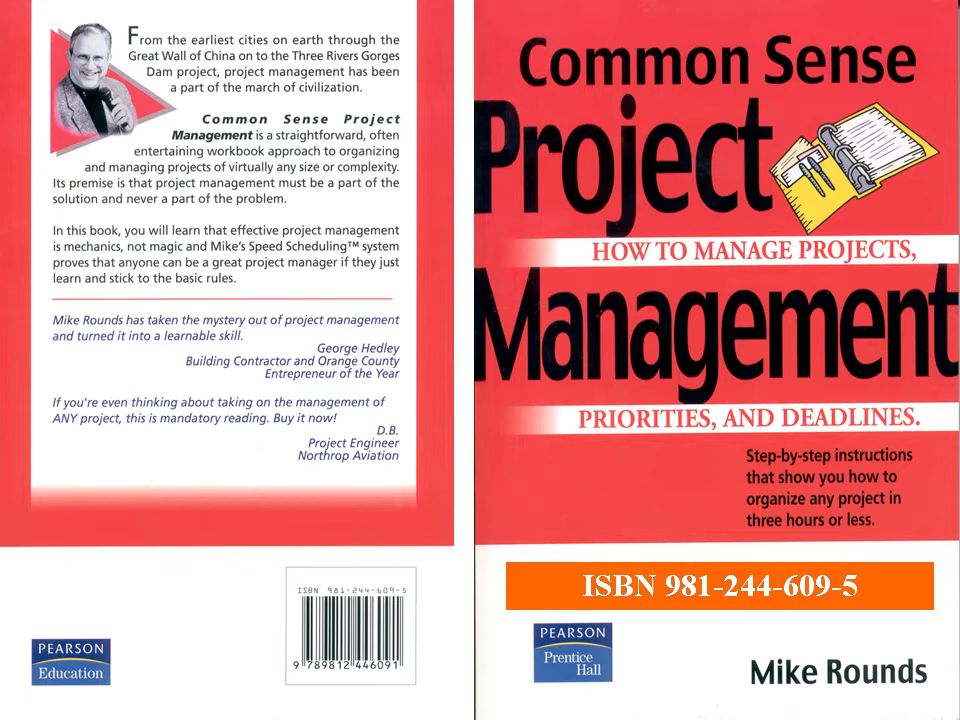 From the earliest cities on earth through the
Great Wall of China on to the Three Rivers Gorges
Dam project, project management has been
a part of the march of civilization.
Common Sense Project
Management is a straightforward, often
entertaining workbook approach to organizing
and managing projects of virtually any size or complexity.
Its premise is that project management must be a part of the
solution and never a part of the problem.
In this book, you will learn that effective project management
is mechanics, not magic and Mike's Speed Scheduling™ system
proves that anyone can be a great project manager if they just
learn and stick to the basic rules.
Mike Rounds has taken the mystery out of project management
and turned it into a learnable skill.
George Hedley
Building Contractor and Orange County
Entrepreneur of the Year
If you're even thinking about taking on the management of
ANY project, this is mandatory reading. Buy it now!
D.B.
Project Engineer
Northrop Aviation
ISBN 981-244-609-5
9 789812 446091
PEARSON
Education
Common Sense
Project
HOW TO MANAGE PROJECTS,
Management
PRIORITIES, AND DEADLINES.
Step-by-step instructions
that show you how to
organize any project in
three hours or less.
ISBN 981-244-609-5
PEARSON
Prentice
Hall
Mike Rounds